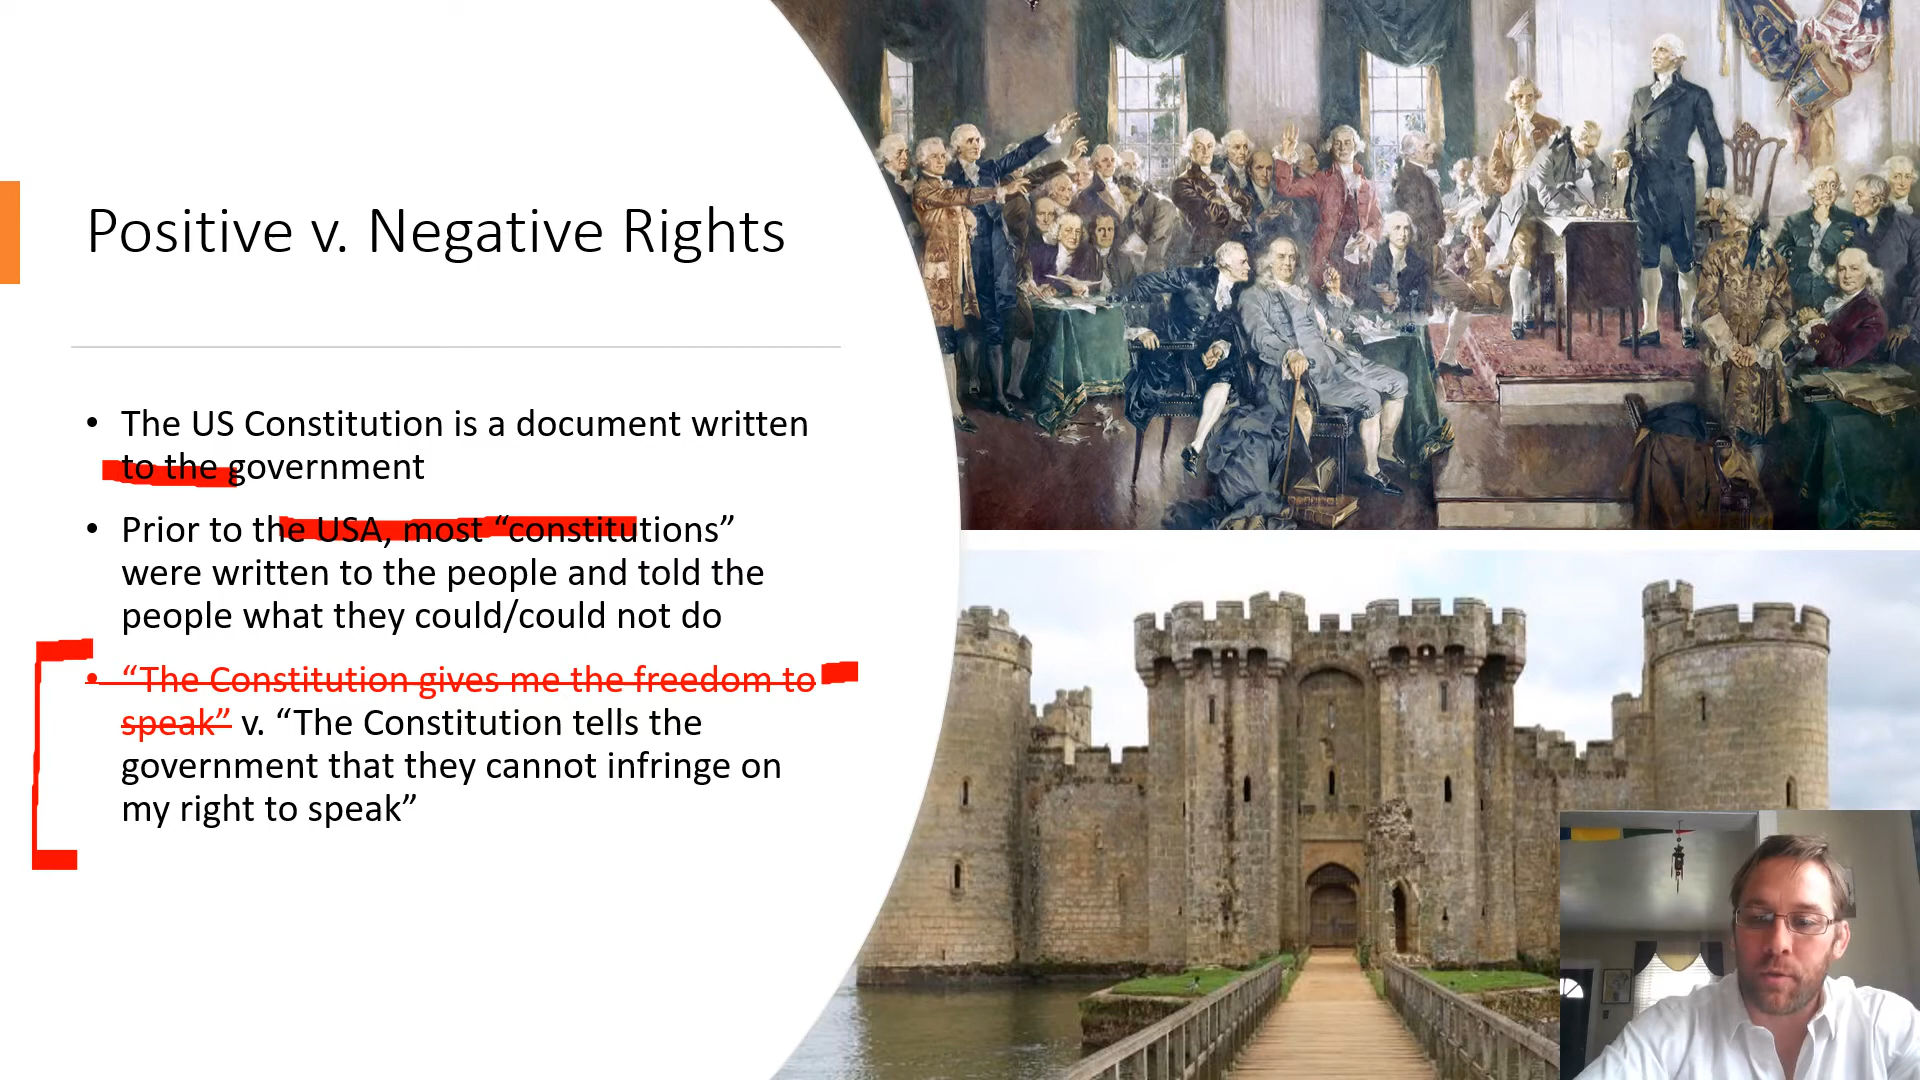 Positive v. Negative Rights
• The US Constitution is a document written
to the government
• Prior to the USA, most “constitutions”
were written to the people and told the
people what they could/could not do
• “The Constitution gives me the freedom to
speak” v. “The Constitution tells the
government that they cannot infringe on
my right to speak”